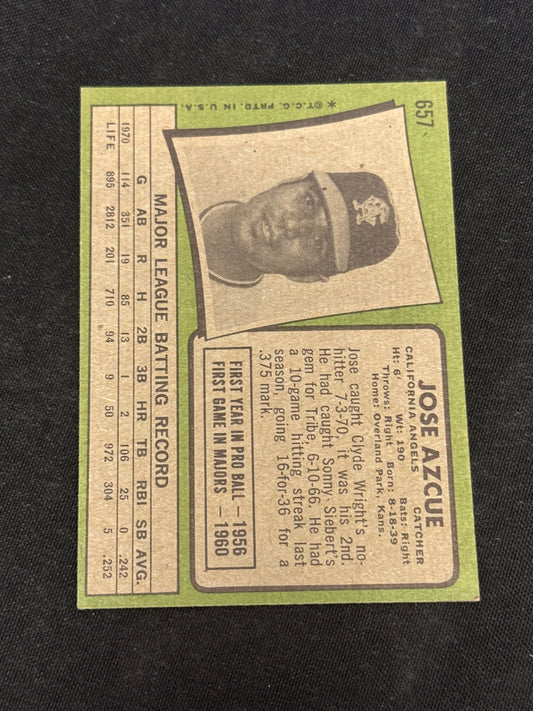 657
JOSE AZCUE
CATCHER
CALIFORNIA ANGELS
Ht: 6' Wt: 190 Bats: Right
Throws: Right Born: 8-18-39
Home: Overland Park, Kans.
Jose caught Clyde Wright's no-
hitter 7-3-70. it was his 2nd.
He had caught Sonny Siebert's
gem for Tribe, 6-10-66. He had
a 10-game hitting streak last
season, going 16-for-36 for a
.375 mark.
FIRST YEAR IN PRO BALL — 1956
FIRST GAME IN MAJORS — 1960
MAJOR LEAGUE BATTING RECORD
G AB R H 2B 3B HR TB RBI SB AVG.
1970 114 351 19 85 13 1 2 106 25 0 .242
LIFE 895 2812 201 710 94 9 50 972 304 5 .252
*©T.C.G. PRTD. IN U.S.A.